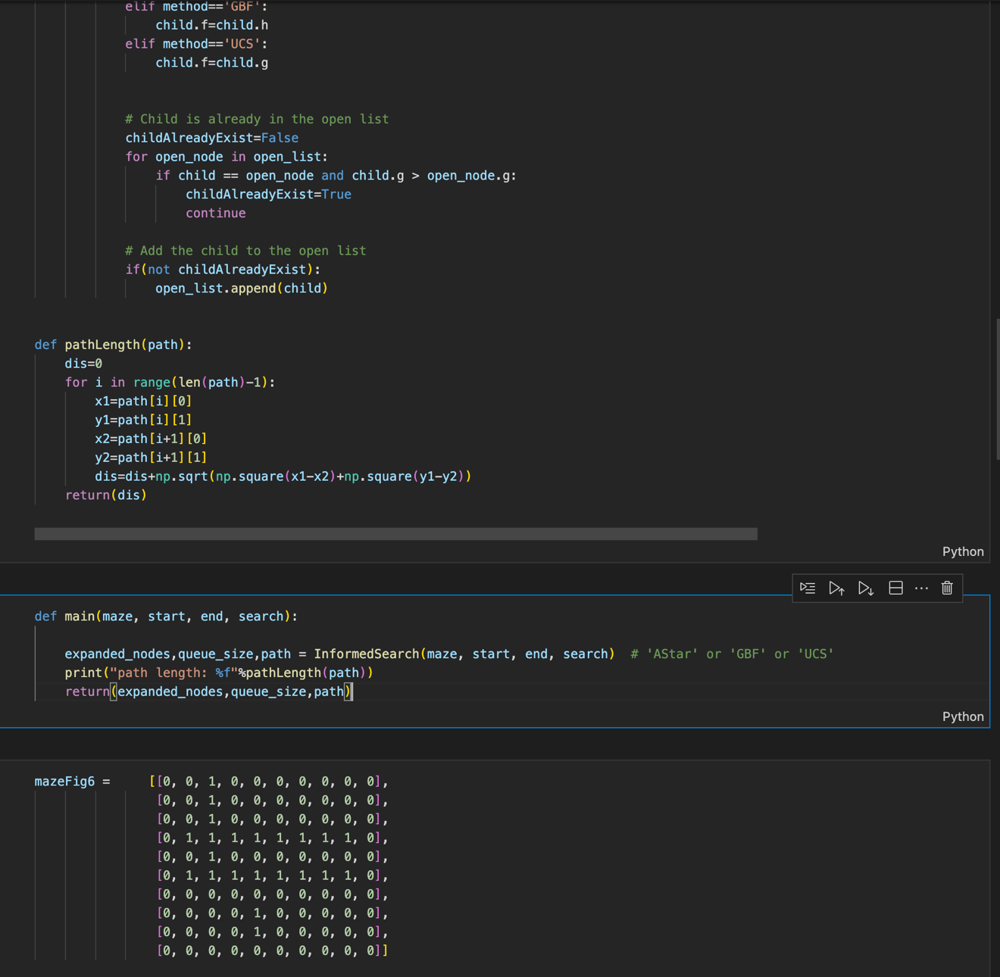 elif method=='GBF':
child.f=child.h
elif method=='UCS':
child.f=child.g
# Child is already in the open list
childAlreadyExist=False
for open_node in open_list:
if child == open_node and child.g > open_node.g:
childAlreadyExist=True
continue
# Add the child to the open list
if(not childAlreadyExist):
open_list.append(child)
def pathLength(path):
dis=0
for i in range(len(path)-1):
x1=path[i][0]
y1=path[i][1]
x2=path[i+1][0]
y2=path[i+1][1]
dis=dis+np.sqrt(np.square(x1-x2)+np.square(y1-y2))
return(dis)
Python
def main(maze, start, end, search):
expanded_nodes,queue_size,path = InformedSearch(maze, start, end, search)  # 'AStar' or 'GBF' or 'UCS'
print("path length: %f"%pathLength(path))
return(expanded_nodes,queue_size,path)
Python
mazeFig6 =     [[0, 0, 1, 0, 0, 0, 0, 0, 0, 0],
[0, 0, 1, 0, 0, 0, 0, 0, 0, 0],
[0, 0, 1, 0, 0, 0, 0, 0, 0, 0],
[0, 1, 1, 1, 1, 1, 1, 1, 1, 0],
[0, 0, 1, 0, 0, 0, 0, 0, 0, 0],
[0, 1, 1, 1, 1, 1, 1, 1, 1, 0],
[0, 0, 0, 0, 0, 0, 0, 0, 0, 0],
[0, 0, 0, 0, 1, 0, 0, 0, 0, 0],
[0, 0, 0, 0, 1, 0, 0, 0, 0, 0],
[0, 0, 0, 0, 0, 0, 0, 0, 0, 0]]